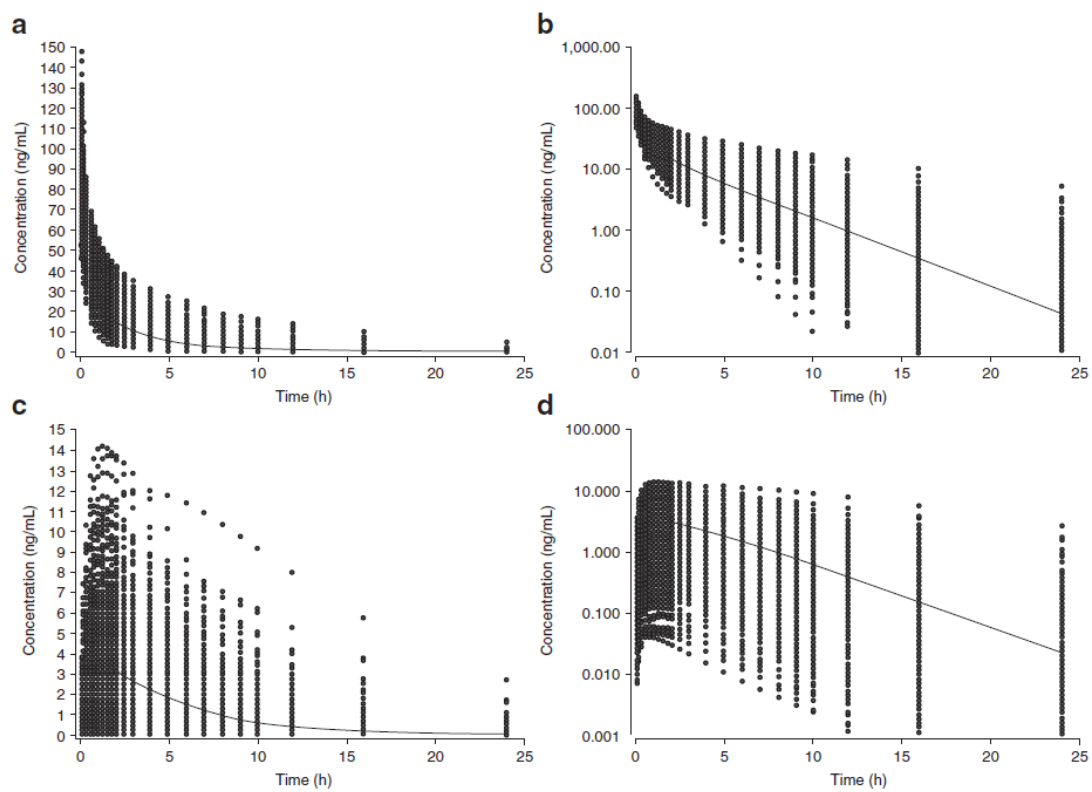 a
150
140
130
120
110
100
90
80
70
60
50
40
30
20
10
0
Concentration (ng/mL)
0 5 10 15 20 25
Time (h)
b
1,000.00
100.00
10.00
1.00
0.10
0.01
Concentration (ng/mL)
0 5 10 15 20 25
Time (h)
c
15
14
13
12
11
10
9
8
7
6
5
4
3
2
1
0
Concentration (ng/mL)
0 5 10 15 20 25
Time (h)
d
100.000
10.000
1.000
0.100
0.010
0.001
Concentration (ng/mL)
0 5 10 15 20 25
Time (h)